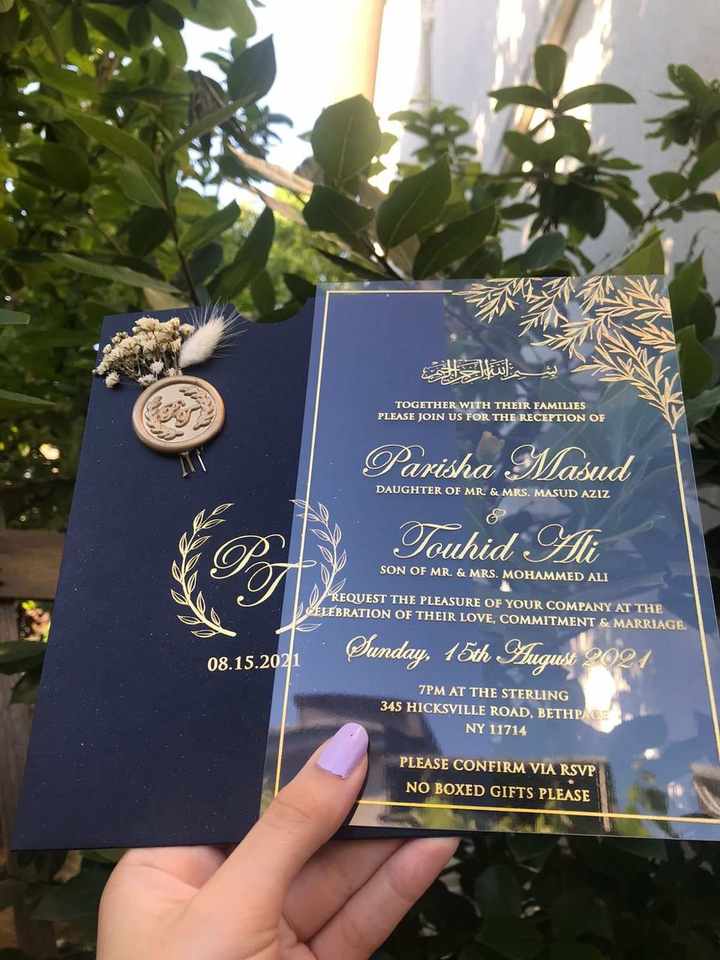 PT
08.15.2021
بسم الله الرحمن الرحيم
TOGETHER WITH THEIR FAMILIES
PLEASE JOIN US FOR THE RECEPTION OF
Parisha Masud
DAUGHTER OF MR. & MRS. MASUD AZIZ
&
Touhid Ali
SON OF MR. & MRS. MOHAMMED ALI
REQUEST THE PLEASURE OF YOUR COMPANY AT THE
CELEBRATION OF THEIR LOVE, COMMITMENT & MARRIAGE.
Sunday, 15th August 2021
7PM AT THE STERLING
345 HICKSVILLE ROAD, BETHPAGE
NY 11714
PLEASE CONFIRM VIA RSVP
NO BOXED GIFTS PLEASE